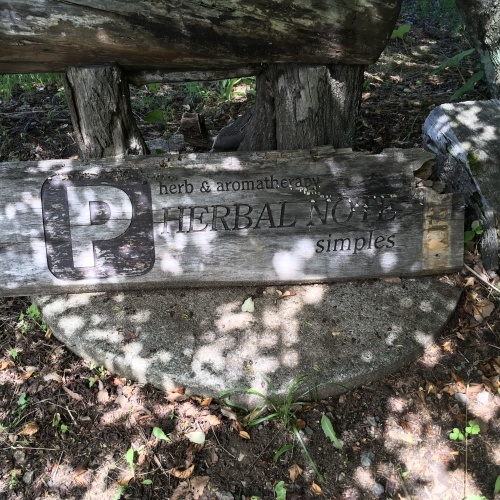 P
herb & aromatherapy
HERBAL NOTE
simples